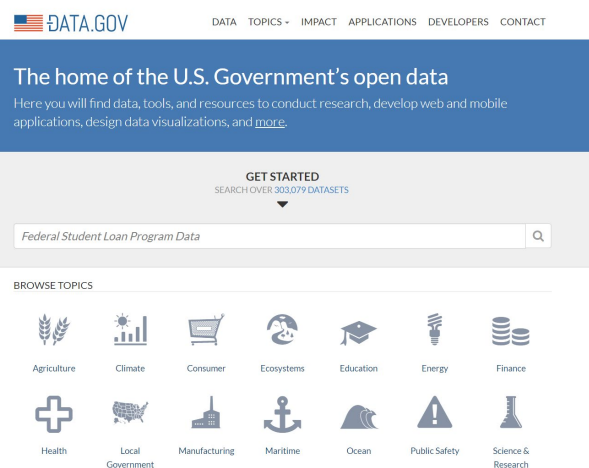 DATA.GOV
DATA TOPICS IMPACT APPLICATIONS DEVELOPERS CONTACT
The home of the U.S. Government's open data
Here you will find data, tools, and resources to conduct research, develop web and mobile
applications, design data visualizations, and more.
GET STARTED
SEARCH OVER 303,079 DATASETS
Federal Student Loan Program Data
BROWSE TOPICS
Agriculture Climate Consumer Ecosystems Education Energy Finance
Health Local Manufacturing Maritime Ocean Public Safety Science &
Government Research